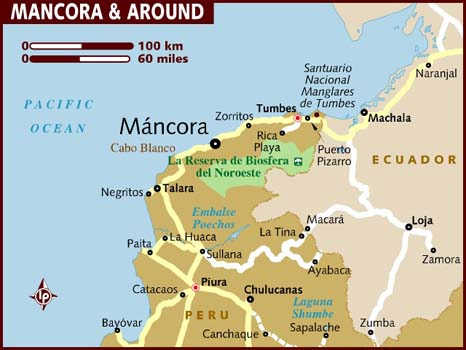 MANCORA & AROUND
100 km
60 miles
PACIFIC
OCEAN
Santuario
Nacional
Manglares
de Tumbes
Naranjal
Tumbes
Zorritos
Machala
Máncora
Rica
Playa
Puerto
Pizarro
Cabo Blanco
La Reserva de Biosfera
del Noroeste
ECUADOR
Talara
Negritos
Embalse
Poechos
Macará
La Tina
Loja
La Huaca
Paita
Sullana
Zamora
Ayabaca
Piura
Catacaos
Chulucanas
Laguna
Shumbe
PERU
Bayóvar
Canchaque
Sapalache
Zumba
LP